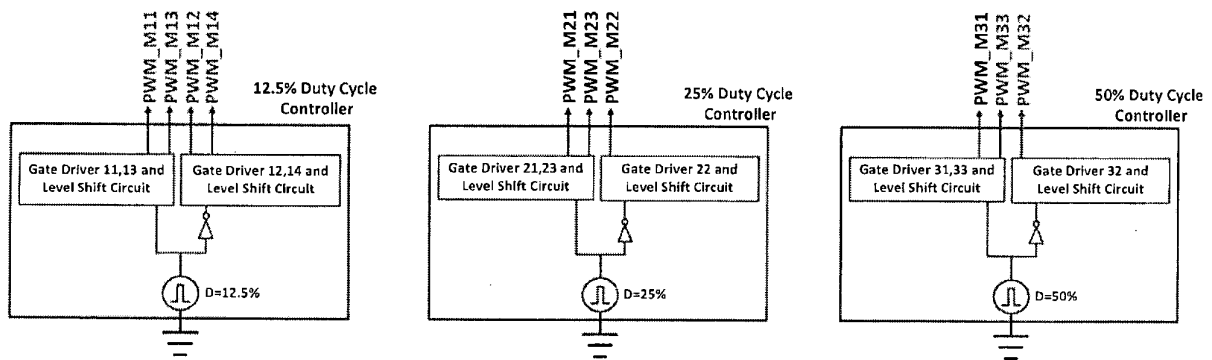 PWM_M11
PWM_M13
PWM_M12
PWM_M14
12.5% Duty Cycle
Controller
Gate Driver 11,13 and
Level Shift Circuit
Gate Driver 12,14 and
Level Shift Circuit
D=12.5%
PWM_M21
PWM_M23
PWM_M22
25% Duty Cycle
Controller
Gate Driver 21,23 and
Level Shift Circuit
Gate Driver 22 and
Level Shift Circuit
D=25%
PWM_M31
PWM_M33
PWM_M32
50% Duty Cycle
Controller
Gate Driver 31,33 and
Level Shift Circuit
Gate Driver 32 and
Level Shift Circuit
D=50%